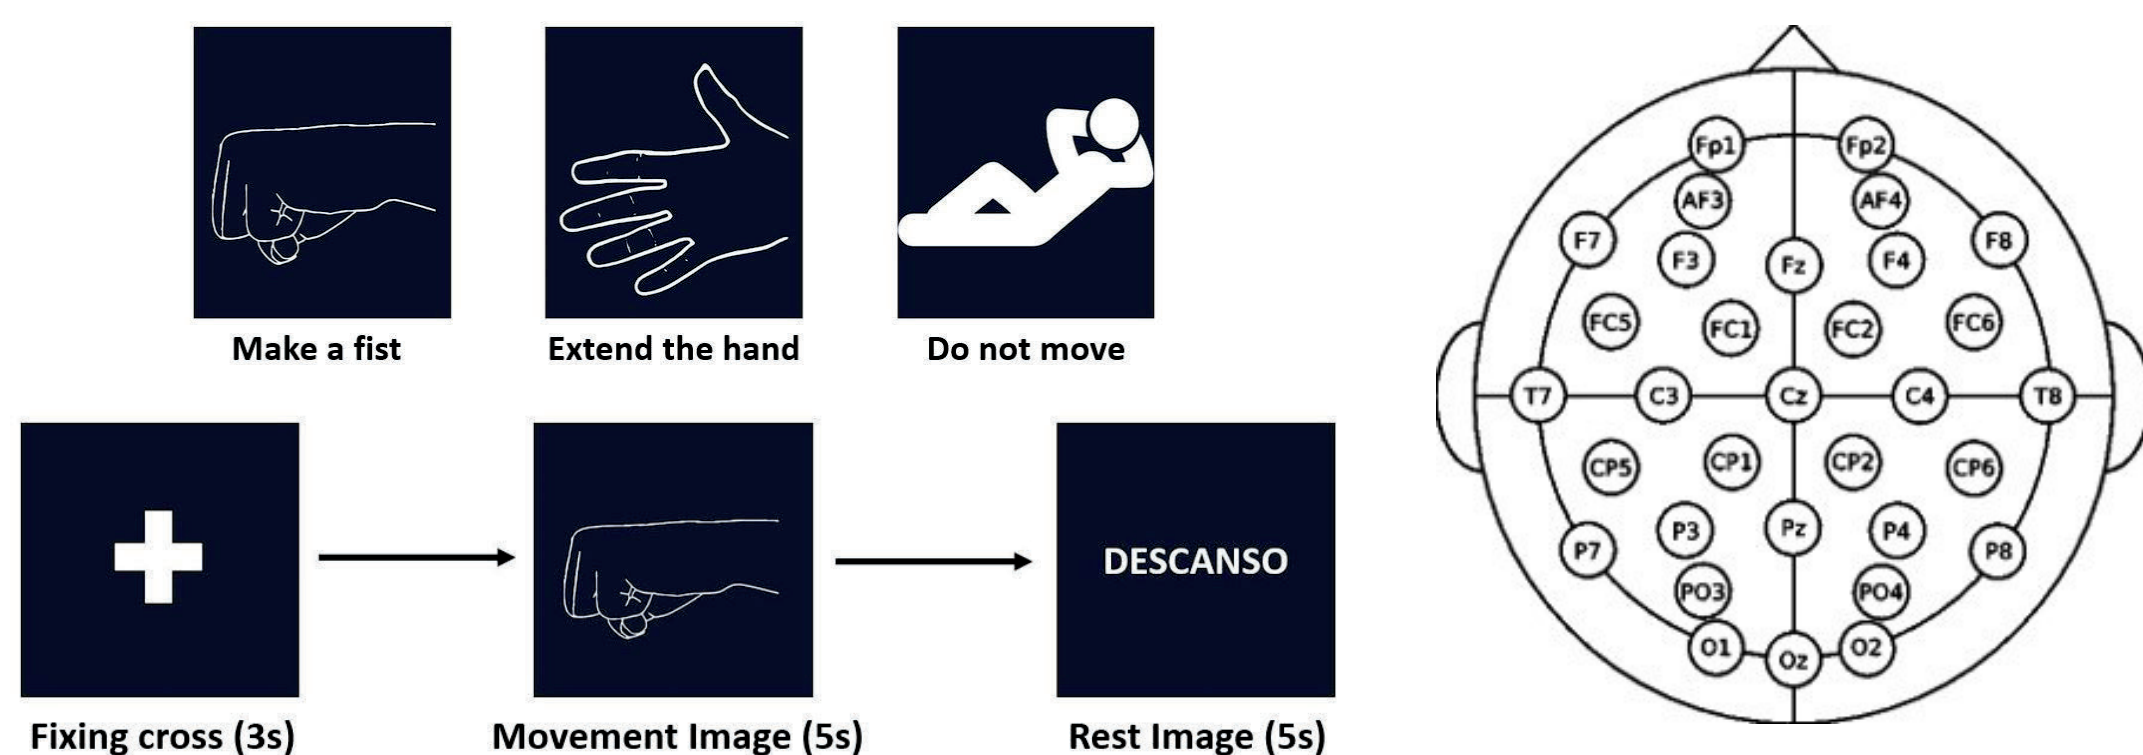 Make a fist
Extend the hand
Do not move
DESCANSO
Fixing cross (3s)
Movement Image (5s)
Rest Image (5s)
Fp1 Fp2
AF3 AF4
F7 F3 Fz F4 F8
FC5 FC1 FC2 FC6
T7 C3 Cz C4 T8
CP5 CP1 CP2 CP6
P7 P3 Pz P4 P8
PO3 PO4
O1 Oz O2